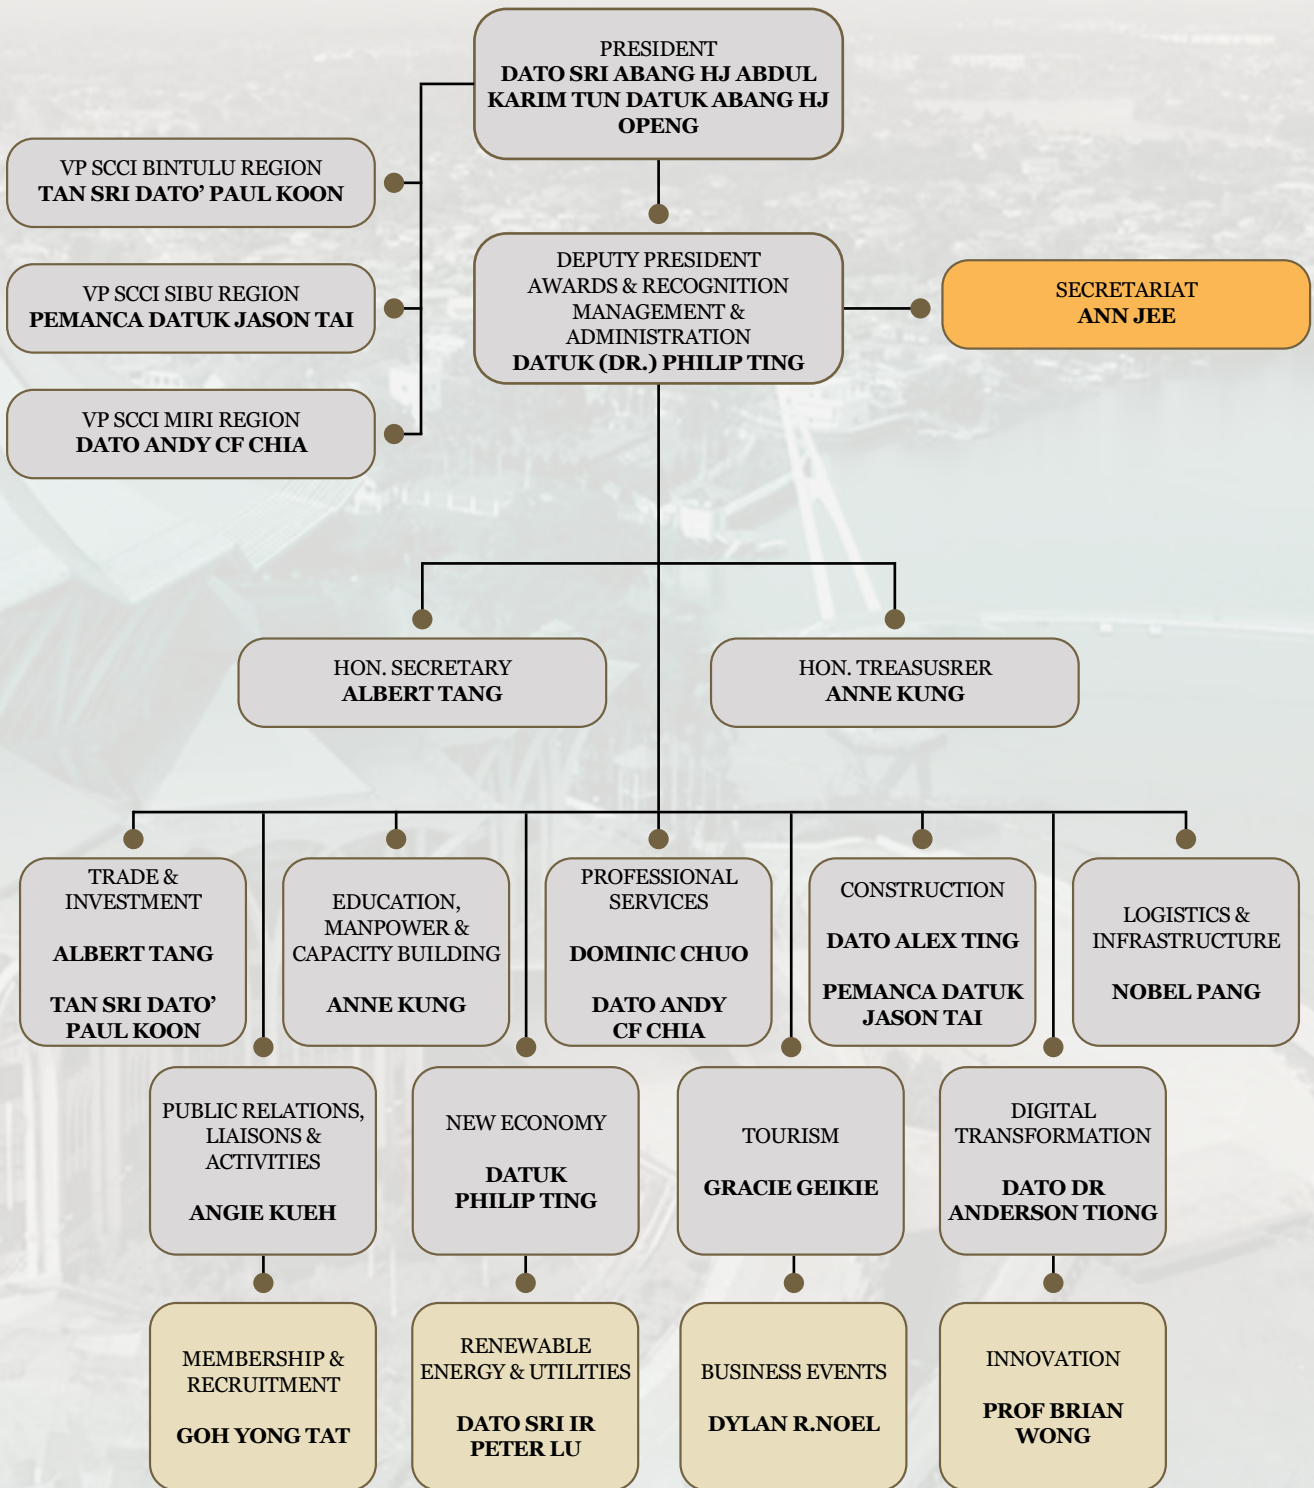 PRESIDENT
DATO SRI ABANG HJ ABDUL
KARIM TUN DATUK ABANG HJ
OPENG
VP SCCI BINTULU REGION
TAN SRI DATO’ PAUL KOON
VP SCCI SIBU REGION
PEMANCA DATUK JASON TAI
VP SCCI MIRI REGION
DATO ANDY CF CHIA
DEPUTY PRESIDENT
AWARDS & RECOGNITION
MANAGEMENT &
ADMINISTRATION
DATUK (DR.) PHILIP TING
SECRETARIAT
ANN JEE
HON. SECRETARY
ALBERT TANG
HON. TREASUSRER
ANNE KUNG
TRADE &
INVESTMENT
ALBERT TANG
TAN SRI DATO’
PAUL KOON
EDUCATION,
MANPOWER &
CAPACITY BUILDING
ANNE KUNG
PROFESSIONAL
SERVICES
DOMINIC CHUO
DATO ANDY
CF CHIA
CONSTRUCTION
DATO ALEX TING
PEMANCA DATUK
JASON TAI
LOGISTICS &
INFRASTRUCTURE
NOBEL PANG
PUBLIC RELATIONS,
LIAISONS &
ACTIVITIES
ANGIE KUEH
NEW ECONOMY
DATUK
PHILIP TING
TOURISM
GRACIE GEIKIE
DIGITAL
TRANSFORMATION
DATO DR
ANDERSON TIONG
MEMBERSHIP &
RECRUITMENT
GOH YONG TAT
RENEWABLE
ENERGY & UTILITIES
DATO SRI IR
PETER LU
BUSINESS EVENTS
DYLAN R.NOEL
INNOVATION
PROF BRIAN
WONG